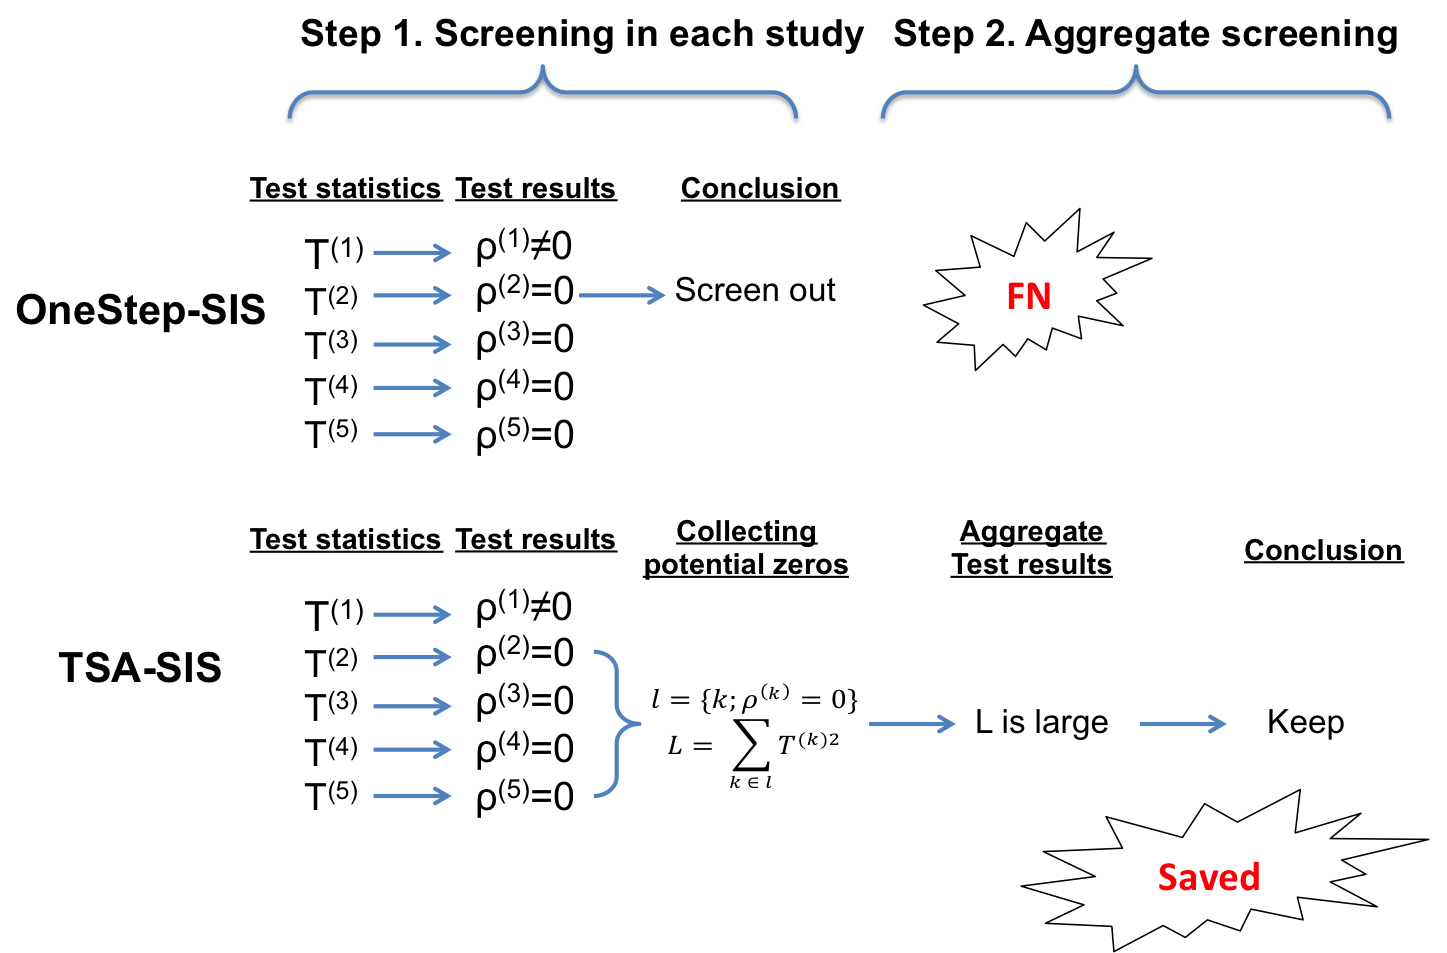 Step 1. Screening in each study
Step 2. Aggregate screening
Test statistics
Test results
Conclusion
OneStep-SIS
T⁽¹⁾
ρ⁽¹⁾≠0
T⁽²⁾
ρ⁽²⁾=0
Screen out
T⁽³⁾
ρ⁽³⁾=0
T⁽⁴⁾
ρ⁽⁴⁾=0
T⁽⁵⁾
ρ⁽⁵⁾=0
FN
Test statistics
Test results
Collecting
potential zeros
Aggregate
Test results
Conclusion
TSA-SIS
T⁽¹⁾
ρ⁽¹⁾≠0
T⁽²⁾
ρ⁽²⁾=0
T⁽³⁾
ρ⁽³⁾=0
T⁽⁴⁾
ρ⁽⁴⁾=0
T⁽⁵⁾
ρ⁽⁵⁾=0
l = {k; ρ⁽ᵏ⁾ = 0}
L = ∑ T⁽ᵏ⁾²
k ∈ l
L is large
Keep
Saved